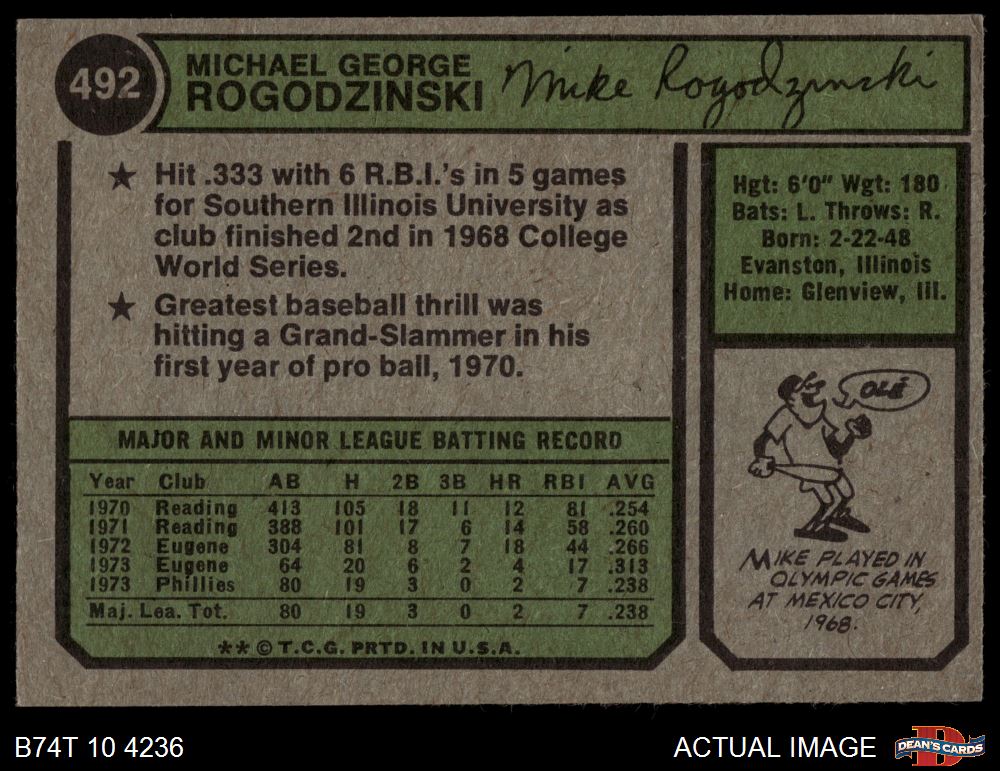 492
MICHAEL GEORGE
ROGODZINSKI
Mike Rogodzinski
★ Hit .333 with 6 R.B.I.'s in 5 games
for Southern Illinois University as
club finished 2nd in 1968 College
World Series.
★ Greatest baseball thrill was
hitting a Grand-Slammer in his
first year of pro ball, 1970.
Hgt: 6'0" Wgt: 180
Bats: L. Throws: R.
Born: 2-22-48
Evanston, Illinois
Home: Glenview, Ill.
OLÉ
MIKE PLAYED IN
OLYMPIC GAMES
AT MEXICO CITY,
1968.
MAJOR AND MINOR LEAGUE BATTING RECORD
Year Club AB H 2B 3B HR RBI AVG
1970 Reading 413 105 18 11 12 81 .254
1971 Reading 388 101 17 6 14 58 .260
1972 Eugene 304 81 8 7 18 44 .266
1973 Eugene 64 20 6 2 4 17 .313
1973 Phillies 80 19 3 0 2 7 .238
Maj. Lea. Tot. 80 19 3 0 2 7 .238
** © T.C.G. PRTD. IN U.S.A.
B74T 10 4236
ACTUAL IMAGE
D
DEAN'S CARDS